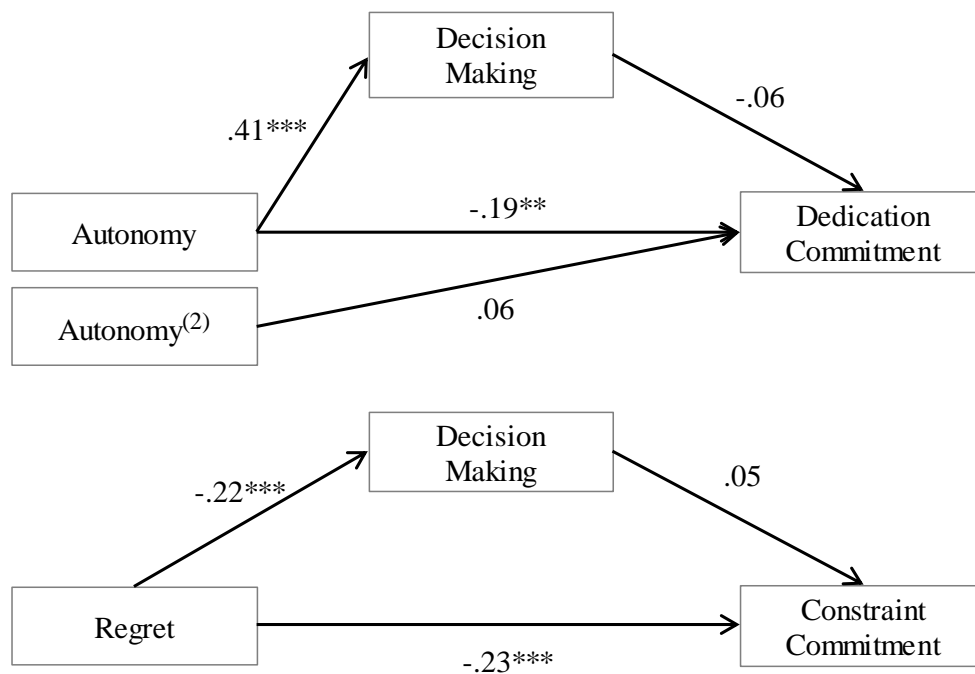 Decision
Making
-.06
.41***
Autonomy
-.19**
Dedication
Commitment
Autonomy(2)
.06
Decision
Making
-.22***
.05
Regret
Constraint
Commitment
-.23***